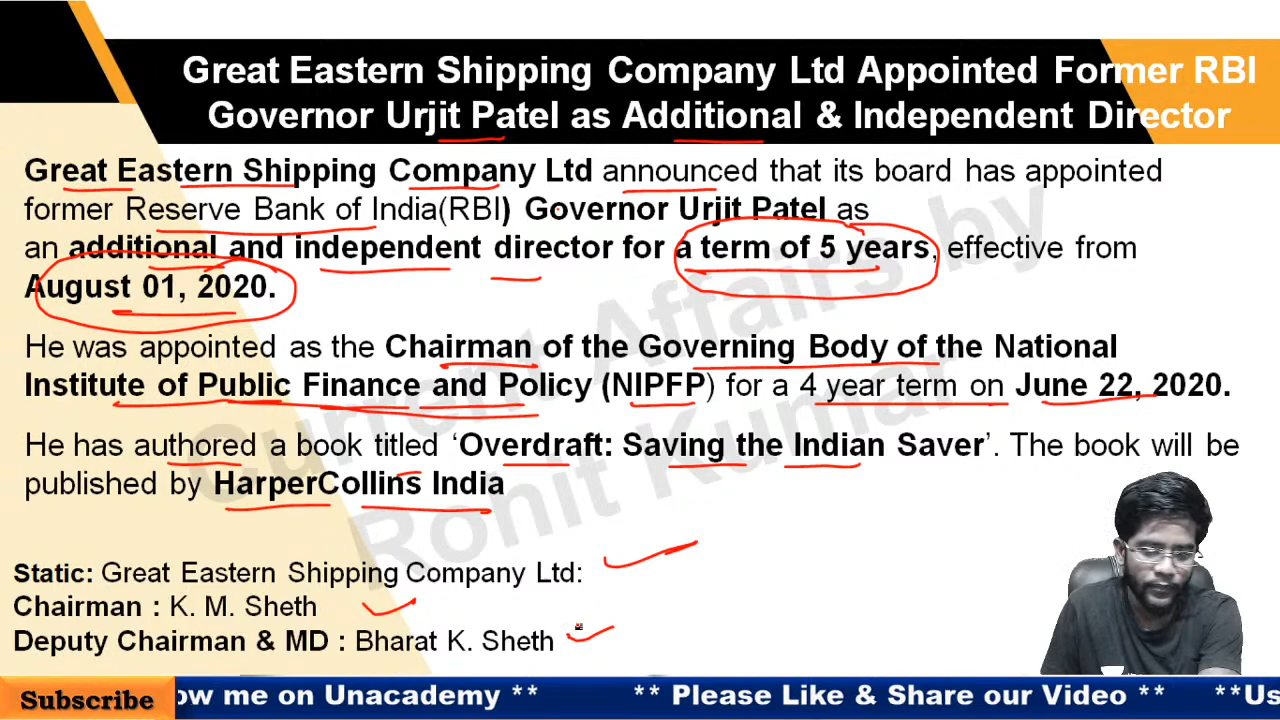 Great Eastern Shipping Company Ltd Appointed Former RBI
Governor Urjit Patel as Additional & Independent Director
Great Eastern Shipping Company Ltd announced that its board has appointed
former Reserve Bank of India(RBI) Governor Urjit Patel as
an additional and independent director for a term of 5 years, effective from
August 01, 2020.
He was appointed as the Chairman of the Governing Body of the National
Institute of Public Finance and Policy (NIPFP) for a 4 year term on June 22, 2020.
He has authored a book titled ‘Overdraft: Saving the Indian Saver’. The book will be
published by HarperCollins India
Current Affairs by
Rohit Kumar
Static: Great Eastern Shipping Company Ltd:
Chairman : K. M. Sheth
Deputy Chairman & MD : Bharat K. Sheth
Subscribe ow me on Unacademy ** ** Please Like & Share our Video ** **Us